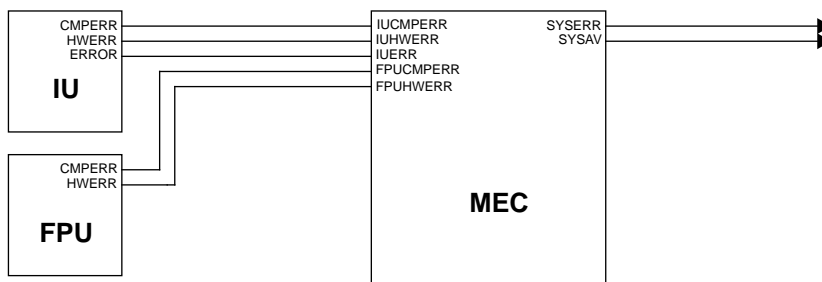 CMPERR
HWERR
ERROR
IU
CMPERR
HWERR
FPU
IUCMPERR
IUHWERR
IUERR
FPUCMPERR
FPUHWERR
SYSERR
SYSAV
MEC